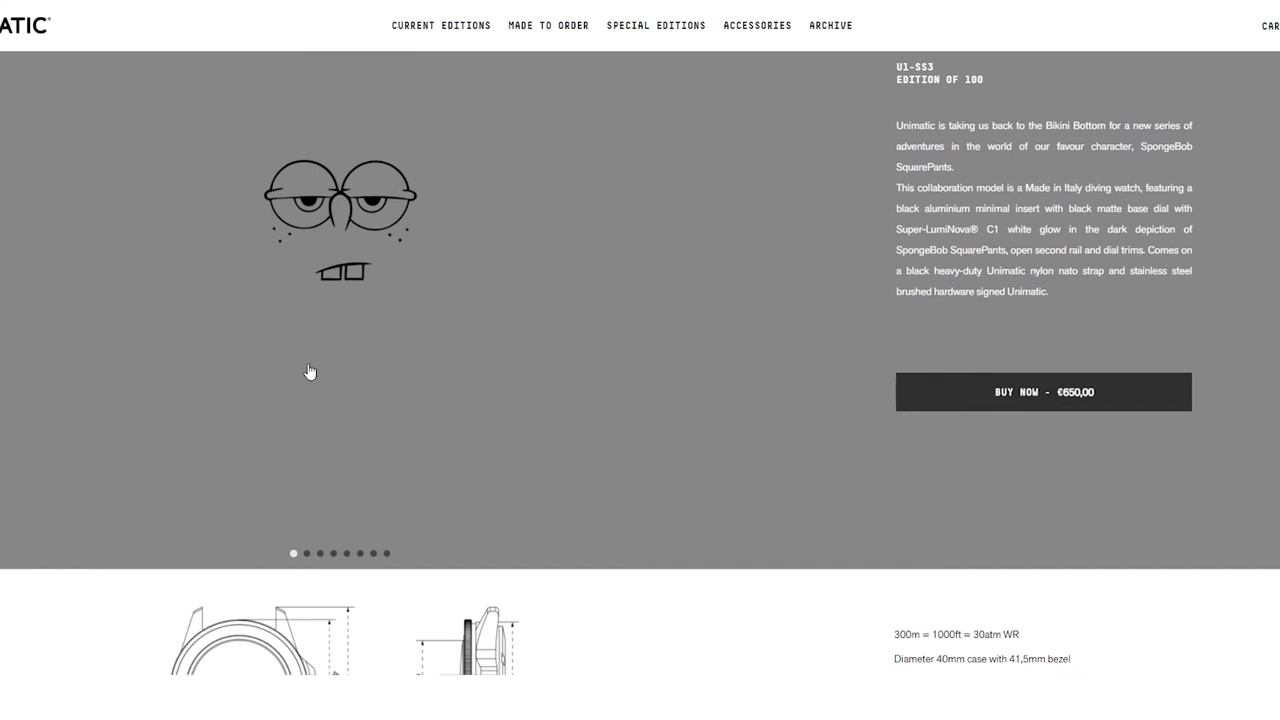 ATIC®
CURRENT EDITIONS MADE TO ORDER SPECIAL EDITIONS ACCESSORIES ARCHIVE
CAR
U1-SS3
EDITION OF 100
Unimatic is taking us back to the Bikini Bottom for a new series of
adventures in the world of our favour character, SpongeBob
SquarePants.
This collaboration model is a Made in Italy diving watch, featuring a
black aluminium minimal insert with black matte base dial with
Super-LumiNova® C1 white glow in the dark depiction of
SpongeBob SquarePants, open second rail and dial trims. Comes on
a black heavy-duty Unimatic nylon nato strap and stainless steel
brushed hardware signed Unimatic.
BUY NOW - €650,00
300m = 1000ft = 30atm WR
Diameter 40mm case with 41,5mm bezel